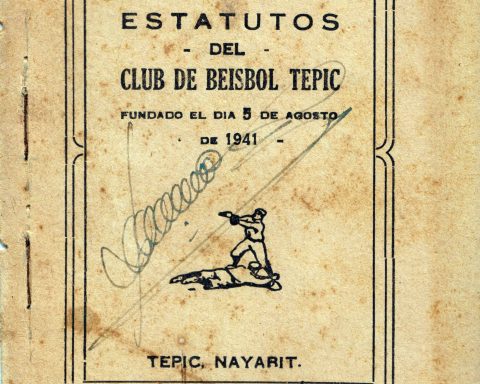 ESTATUTOS
- DEL -
CLUB DE BEISBOL TEPIC
FUNDADO EL DIA 5 DE AGOSTO
DE 1941 -
TEPIC, NAYARIT.